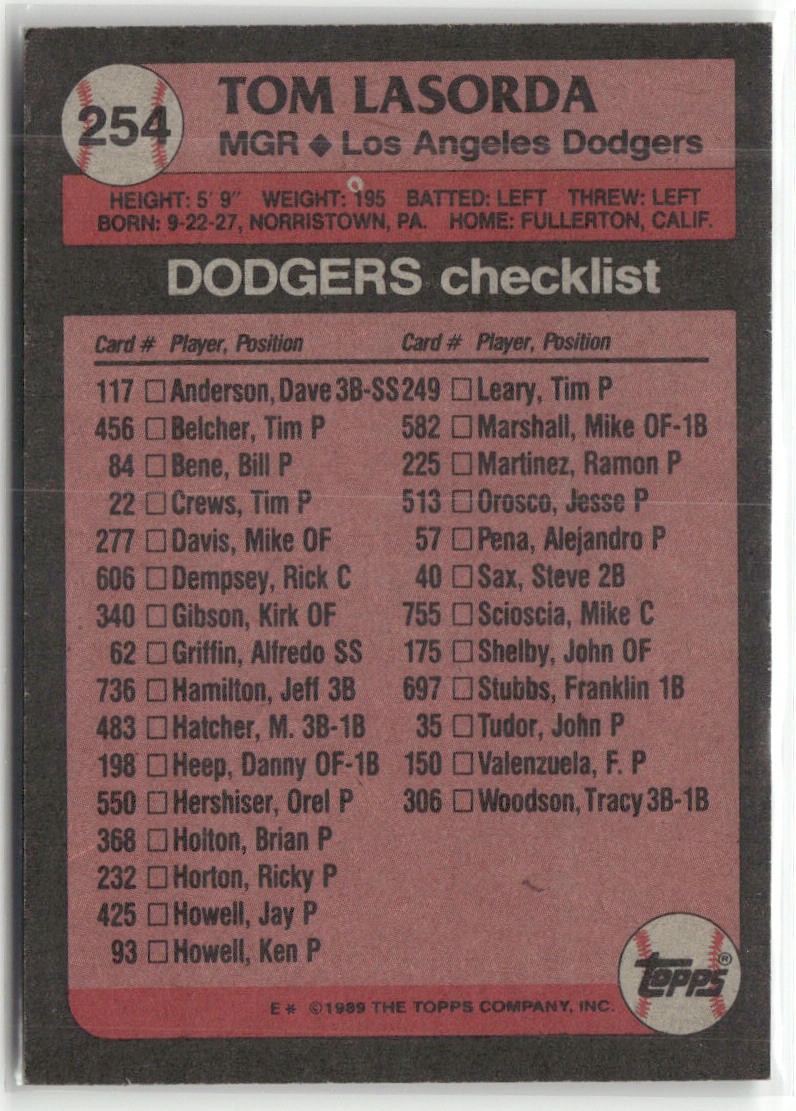 254
TOM LASORDA
MGR ◆ Los Angeles Dodgers
HEIGHT: 5' 9" WEIGHT: 195 BATTED: LEFT THREW: LEFT
BORN: 9-22-27, NORRISTOWN, PA. HOME: FULLERTON, CALIF.
DODGERS checklist
Card # Player, Position
117 □ Anderson, Dave 3B-SS
456 □ Belcher, Tim P
84 □ Bene, Bill P
22 □ Crews, Tim P
277 □ Davis, Mike OF
606 □ Dempsey, Rick C
340 □ Gibson, Kirk OF
62 □ Griffin, Alfredo SS
736 □ Hamilton, Jeff 3B
483 □ Hatcher, M. 3B-1B
198 □ Heep, Danny OF-1B
550 □ Hershiser, Orel P
368 □ Holton, Brian P
232 □ Horton, Ricky P
425 □ Howell, Jay P
93 □ Howell, Ken P
Card # Player, Position
249 □ Leary, Tim P
582 □ Marshall, Mike OF-1B
225 □ Martinez, Ramon P
513 □ Orosco, Jesse P
57 □ Pena, Alejandro P
40 □ Sax, Steve 2B
755 □ Scioscia, Mike C
175 □ Shelby, John OF
697 □ Stubbs, Franklin 1B
35 □ Tudor, John P
150 □ Valenzuela, F. P
306 □ Woodson, Tracy 3B-1B
TOPPS®
E* ©1989 THE TOPPS COMPANY, INC.